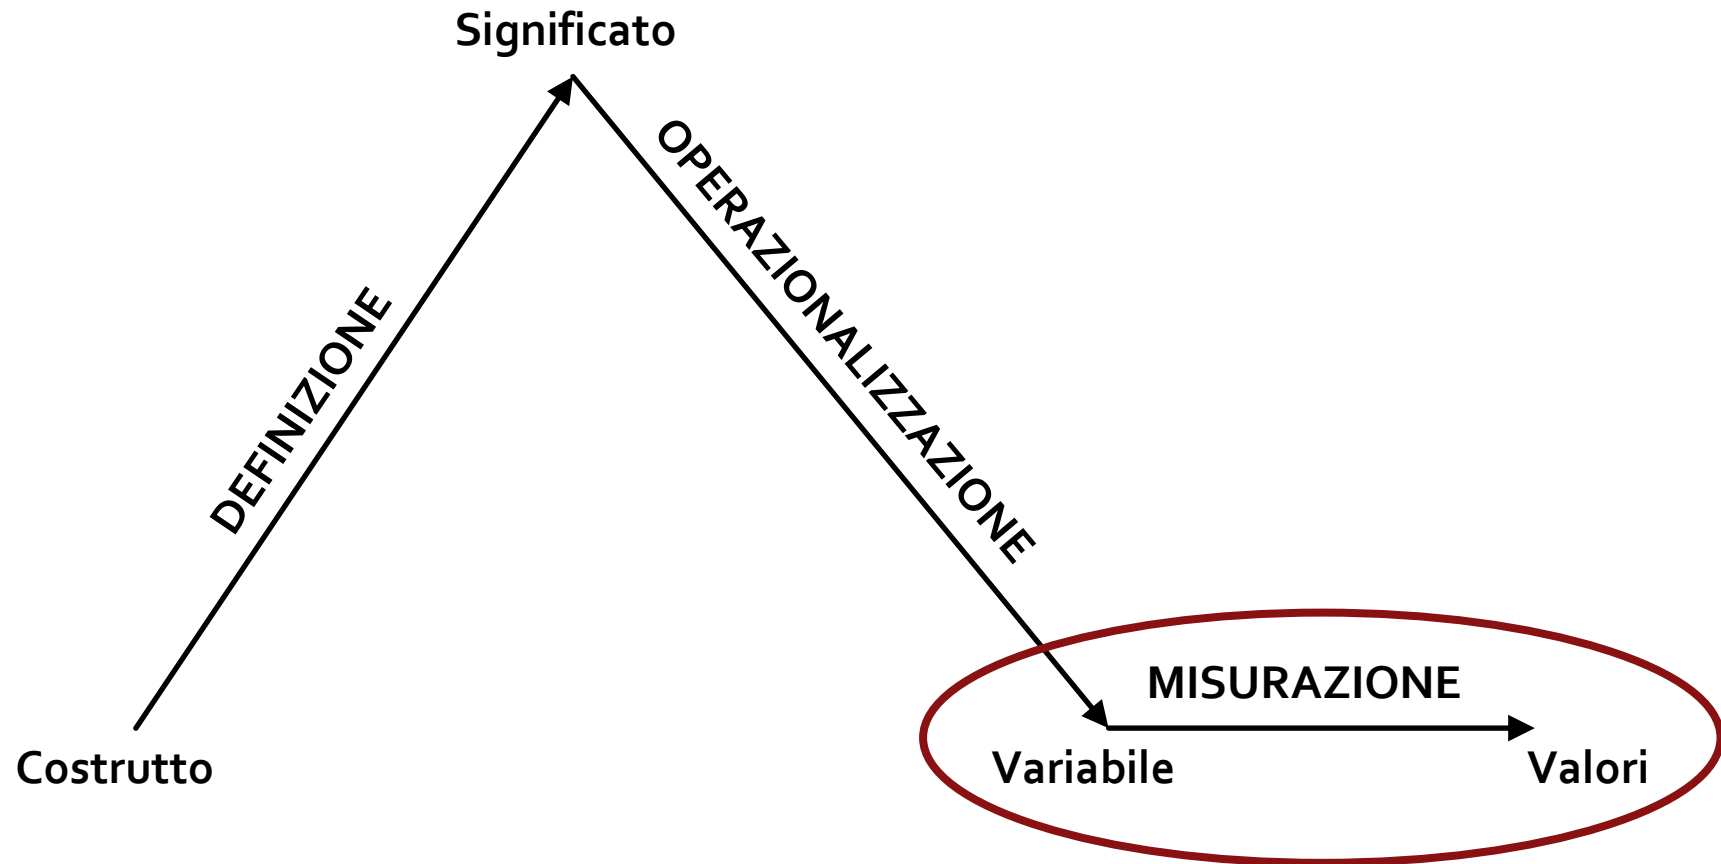 Significato
DEFINIZIONE
OPERAZIONALIZZAZIONE
MISURAZIONE
Costrutto
Variabile
Valori